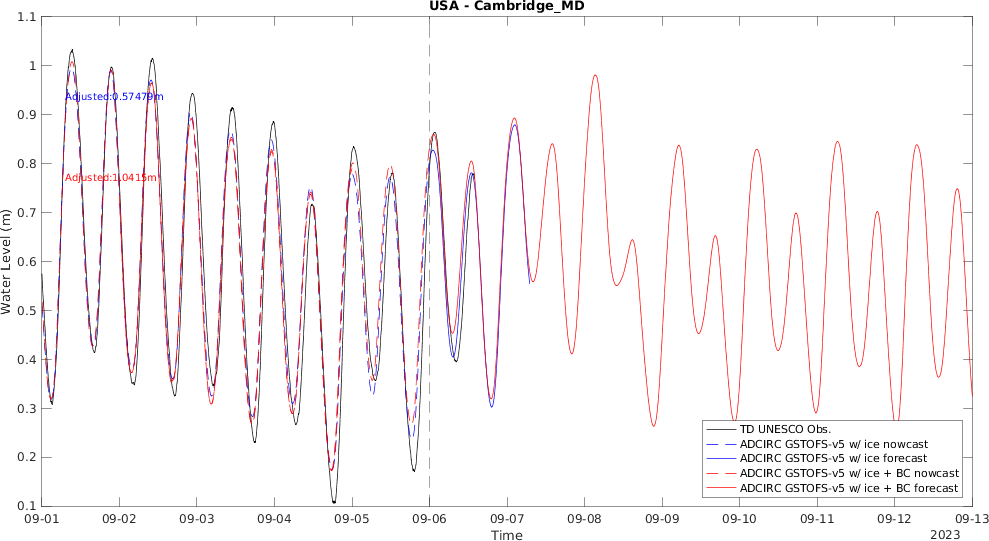 USA - Cambridge_MD
1.1
1
0.9
0.8
0.7
0.6
0.5
0.4
0.3
0.2
0.1
Water Level (m)
Adjusted:0.57479m
Adjusted:1.0415m
TD UNESCO Obs.
ADCIRC GSTOFS-v5 w/ ice nowcast
ADCIRC GSTOFS-v5 w/ ice forecast
ADCIRC GSTOFS-v5 w/ ice + BC nowcast
ADCIRC GSTOFS-v5 w/ ice + BC forecast
09-01 09-02 09-03 09-04 09-05 09-06 09-07 09-08 09-09 09-10 09-11 09-12 09-13
Time
2023